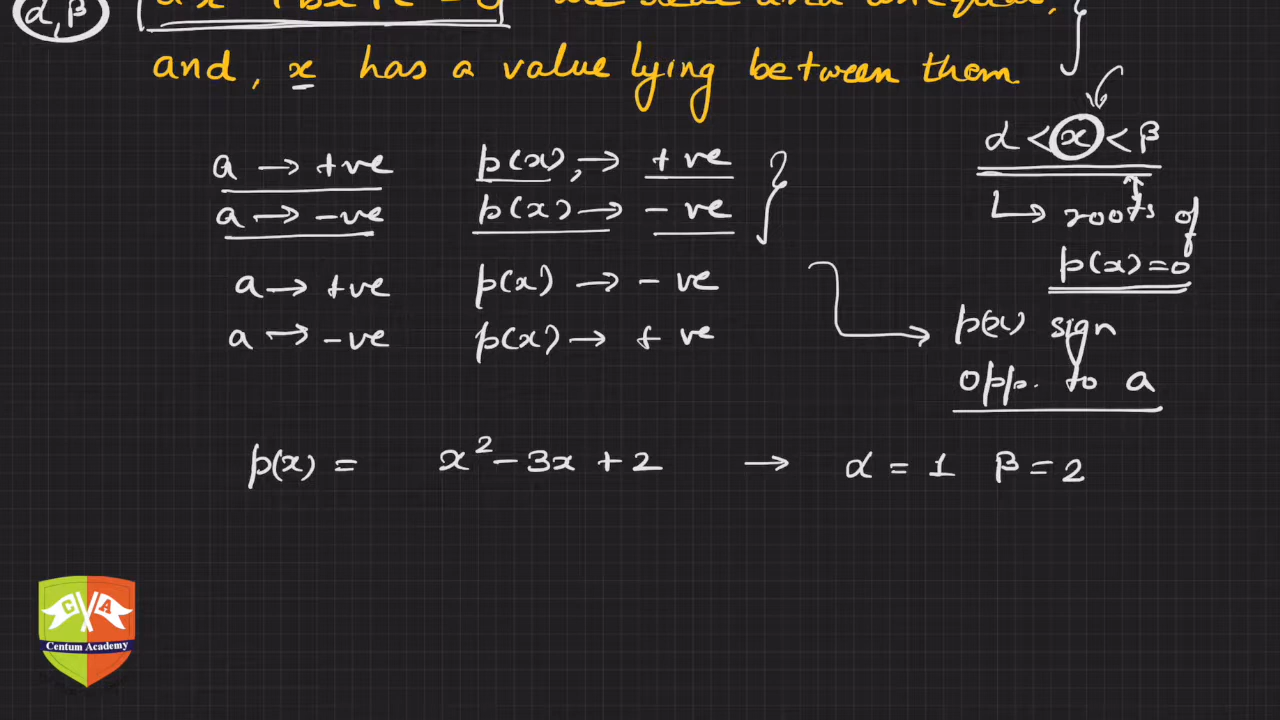 α, β
and, x has a value lying between them
α < x < β
a → +ve p(x), → +ve
a → -ve p(x) → -ve
↳ roots of
p(x)=0
a → +ve p(x) → -ve
a → -ve p(x) → +ve
p(x) sign
opp. to a
p(x) = x² - 3x + 2 → α = 1 β = 2
C A
Centum Academy